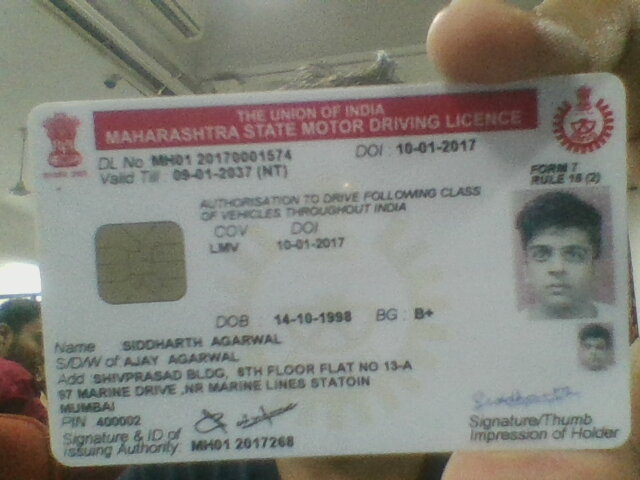 THE UNION OF INDIA
MAHARASHTRA STATE MOTOR DRIVING LICENCE
DL No MH01 20170001574 DOI : 10-01-2017
Valid Till : 09-01-2037 (NT)
FORM 7
RULE 16 (2)
AUTHORISATION TO DRIVE FOLLOWING CLASS
OF VEHICLES THROUGHOUT INDIA
COV DOI
LMV 10-01-2017
DOB : 14-10-1998 BG : B+
Name SIDDHARTH AGARWAL
S/D/W of AJAY AGARWAL
Add :SHIVPRASAD BLDG, 8TH FLOOR FLAT NO 13-A
97 MARINE DRIVE ,NR MARINE LINES STATOIN
MUMBAI
PIN 400002
Signature & ID of
Issuing Authority: MH01 2017268
Signature/Thumb
Impression of Holder